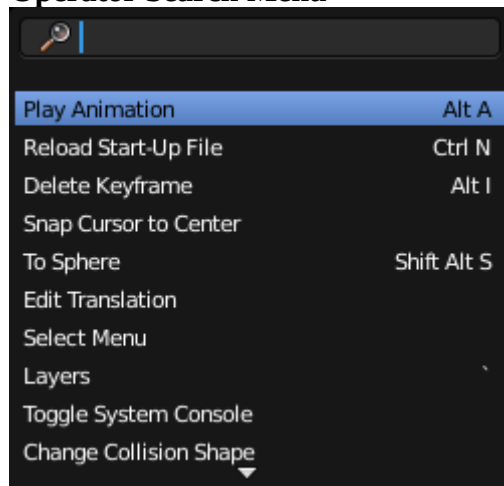 Operator Search Menu
Play Animation Alt A
Reload Start-Up File Ctrl N
Delete Keyframe Alt I
Snap Cursor to Center
To Sphere Shift Alt S
Edit Translation
Select Menu
Layers `
Toggle System Console
Change Collision Shape